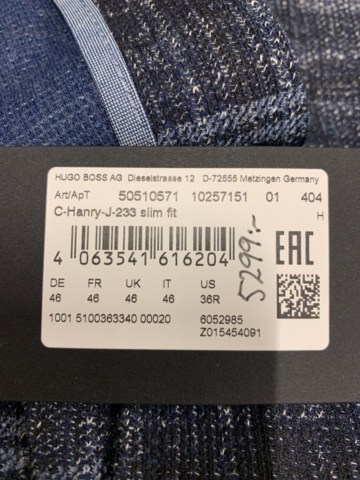 HUGO BOSS AG Dieselstrasse 12 D-72555 Metzingen Germany
Art/ApT 50510571 10257151 01 404
C-Hanry-J-233 slim fit H
4 063541 616204
5299.-
EAC
DE FR UK IT US
46 46 46 46 36R
1001 5100363340 00020 6052985
Z015454091